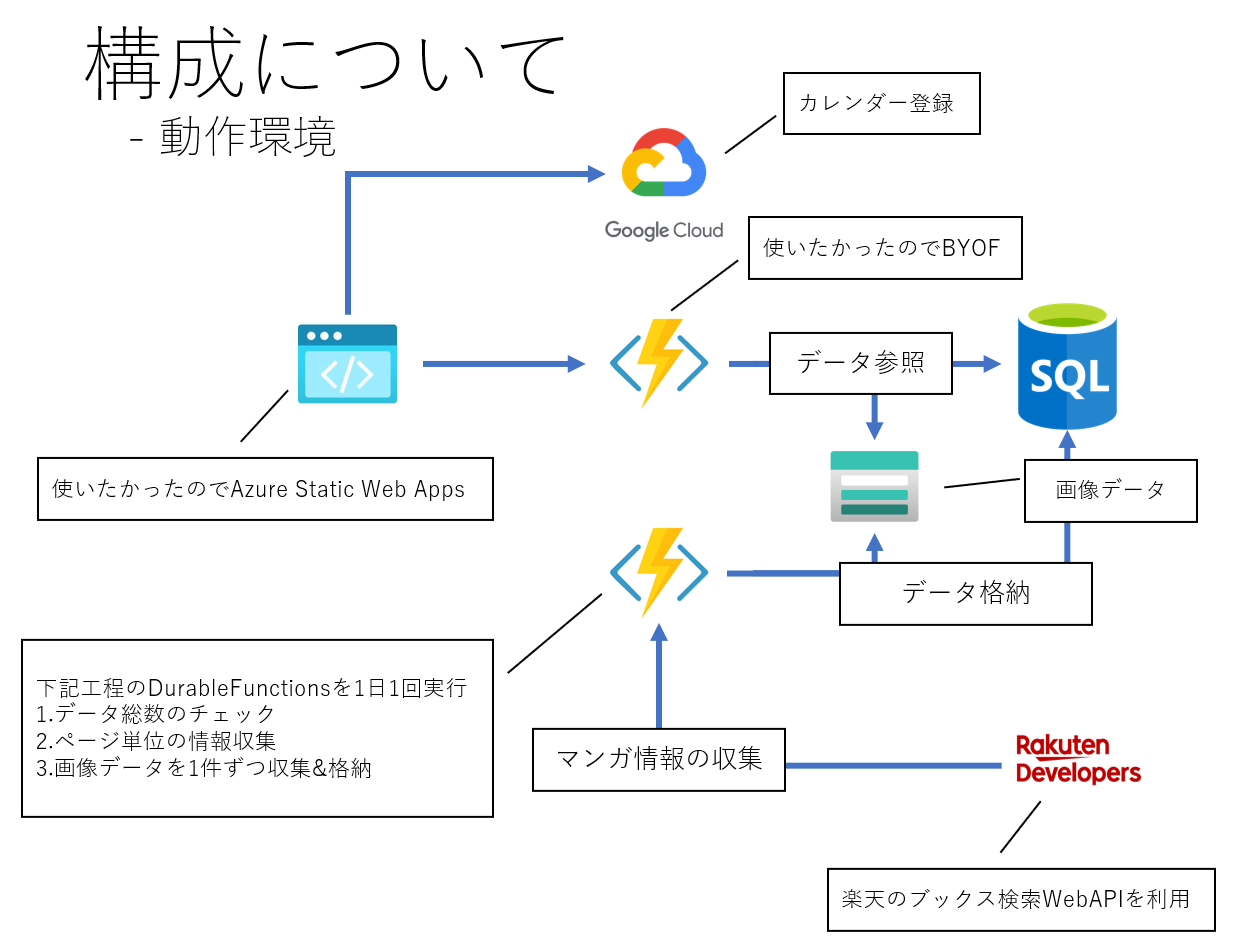 構成について
- 動作環境
カレンダー登録
Google Cloud
使いたかったのでBYOF
データ参照
SQL
</>
使いたかったのでAzure Static Web Apps
画像データ
データ格納
下記工程のDurableFunctionsを1日1回実行
1.データ総数のチェック
2.ページ単位の情報収集
3.画像データを1件ずつ収集&格納
マンガ情報の収集
Rakuten
Developers
楽天のブックス検索WebAPIを利用